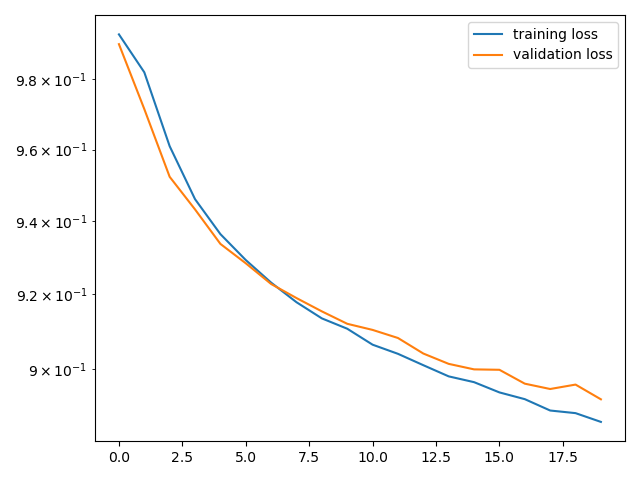 training loss
validation loss
9.8 × 10⁻¹
9.6 × 10⁻¹
9.4 × 10⁻¹
9.2 × 10⁻¹
9 × 10⁻¹
0.0 2.5 5.0 7.5 10.0 12.5 15.0 17.5